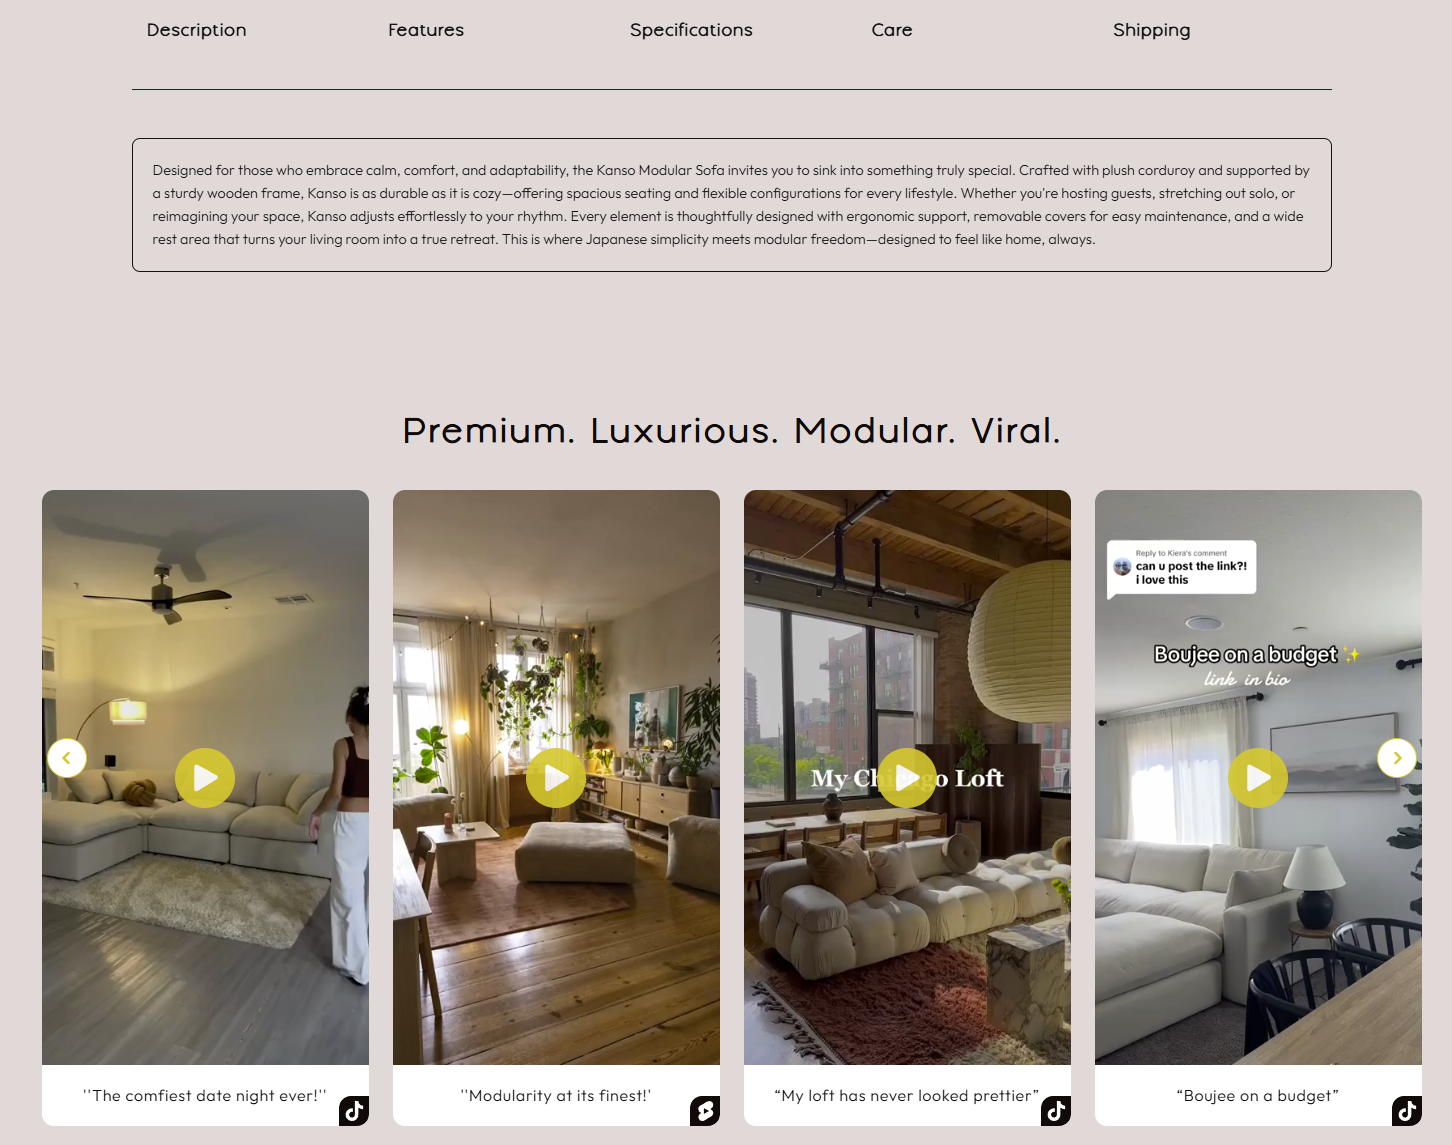 Description Features Specifications Care Shipping
Designed for those who embrace calm, comfort, and adaptability, the Kanso Modular Sofa invites you to sink into something truly special. Crafted with plush corduroy and supported by
a sturdy wooden frame, Kanso is as durable as it is cozy—offering spacious seating and flexible configurations for every lifestyle. Whether you're hosting guests, stretching out solo, or
reimagining your space, Kanso adjusts effortlessly to your rhythm. Every element is thoughtfully designed with ergonomic support, removable covers for easy maintenance, and a wide
rest area that turns your living room into a true retreat. This is where Japanese simplicity meets modular freedom—designed to feel like home, always.
Premium. Luxurious. Modular. Viral.
''The comfiest date night ever!''
''Modularity at its finest!'
My Chicago Loft
“My loft has never looked prettier”
Reply to Kiera's comment
can u post the link?!
i love this
Boujee on a budget ✨
link in bio
“Boujee on a budget”